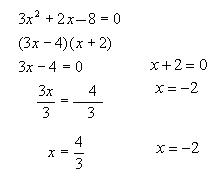 3x² + 2x − 8 = 0
(3x − 4)(x + 2)
3x − 4 = 0    x + 2 = 0
3x/3 = 4/3    x = −2
x = 4/3    x = −2